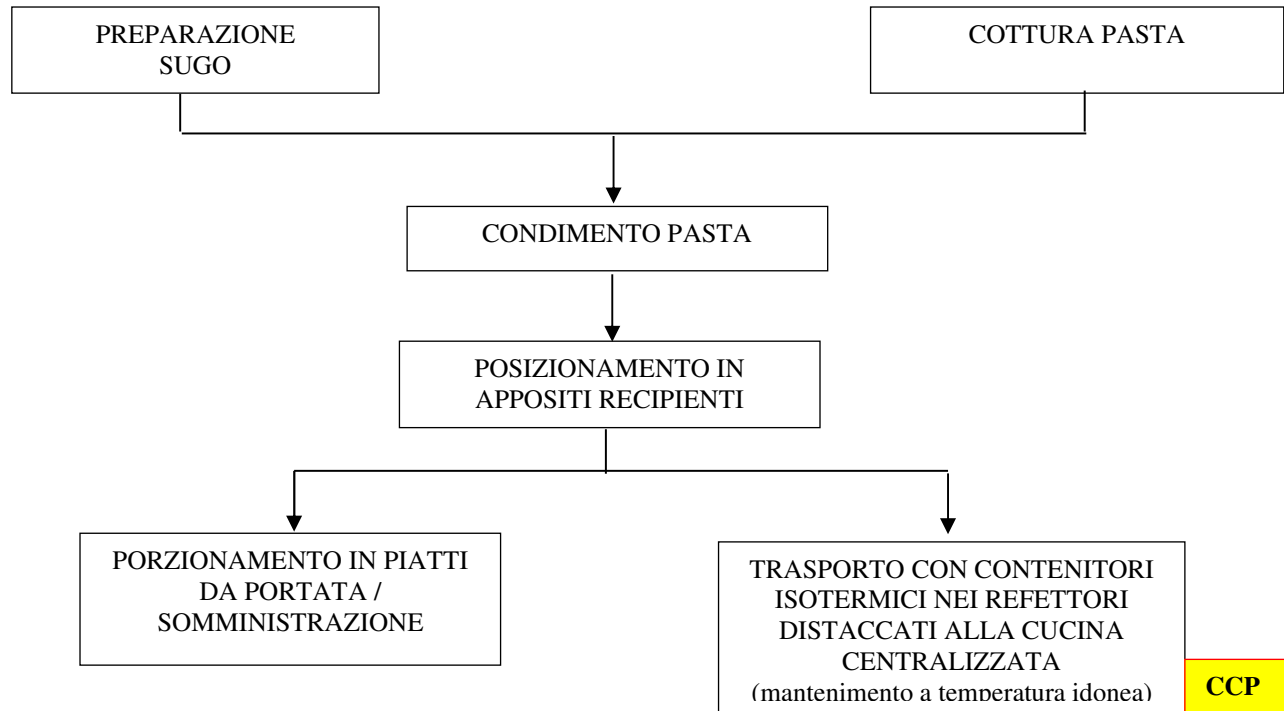 PREPARAZIONE
SUGO
COTTURA PASTA
CONDIMENTO PASTA
POSIZIONAMENTO IN
APPOSITI RECIPIENTI
PORZIONAMENTO IN PIATTI
DA PORTATA /
SOMMINISTRAZIONE
TRASPORTO CON CONTENITORI
ISOTERMICI NEI REFETTORI
DISTACCATI ALLA CUCINA
CENTRALIZZATA
(mantenimento a temperatura idonea)
CCP